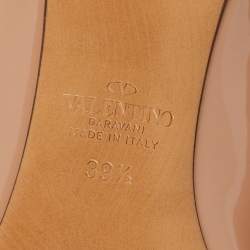 VALENTINO
GARAVANI
MADE IN ITALY
39½